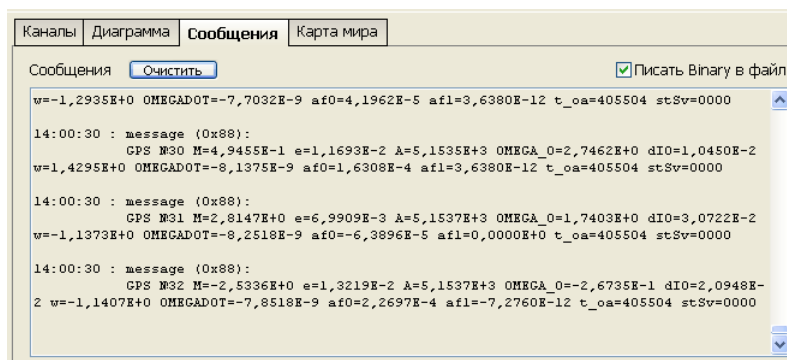 Каналы Диаграмма Сообщения Карта мира
Сообщения Очистить Писать Binary в файл
w=-1,2935E+0 OMEGADOT=-7,7032E-9 af0=4,1962E-5 af1=3,6380E-12 t_oa=405504 stSv=0000
14:00:30 : message (0x88):
GPS №30 M=4,9455E-1 e=1,1693E-2 A=5,1535E+3 OMEGA_0=2,7462E+0 dI0=1,0450E-2
w=1,4295E+0 OMEGADOT=-8,1375E-9 af0=1,6308E-4 af1=3,6380E-12 t_oa=405504 stSv=0000
14:00:30 : message (0x88):
GPS №31 M=2,8147E+0 e=6,9909E-3 A=5,1537E+3 OMEGA_0=1,7403E+0 dI0=3,0722E-2
w=-1,1373E+0 OMEGADOT=-8,2518E-9 af0=-6,3896E-5 af1=0,0000E+0 t_oa=405504 stSv=0000
14:00:30 : message (0x88):
GPS №32 M=-2,5336E+0 e=1,3219E-2 A=5,1537E+3 OMEGA_0=-2,6735E-1 dI0=2,0948E-
2 w=-1,1407E+0 OMEGADOT=-7,8518E-9 af0=2,2697E-4 af1=-7,2760E-12 t_oa=405504 stSv=0000